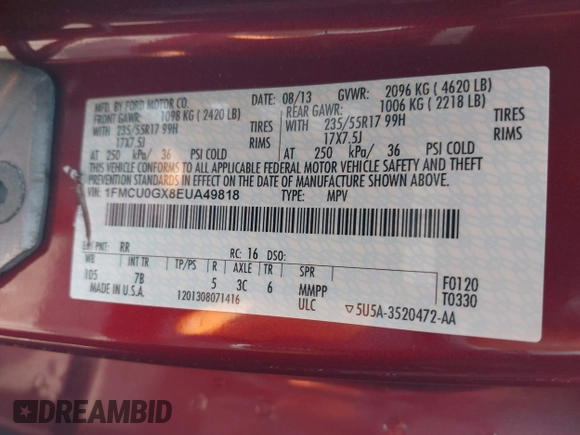 MFD. BY FORD MOTOR CO. DATE: 08/13 GVWR: 2096 KG ( 4620 LB)
FRONT GAWR: 1098 KG ( 2420 LB) REAR GAWR: 1006 KG ( 2218 LB)
WITH 235/55R17 99H TIRES WITH 235/55R17 99H TIRES
17X7.5J RIMS 17X7.5J RIMS
AT 250 kPa/ 36 PSI COLD AT 250 kPa/ 36 PSI COLD
THIS VEHICLE CONFORMS TO ALL APPLICABLE FEDERAL MOTOR VEHICLE SAFETY AND THEFT
PREVENTION STANDARDS IN EFFECT ON THE DATE OF MANUFACTURE SHOWN ABOVE.
VIN: 1FMCU0GX8EUA49818 TYPE: MPV
EXT PNT: RR RC: 16 DSO:
WB INT TR TP/PS R AXLE TR SPR F0120
105 7B 5 3C 6 MMPP T0330
MADE IN U.S.A. 1201308071416 ULC ▽5U5A-3520472-AA
DREAMBID